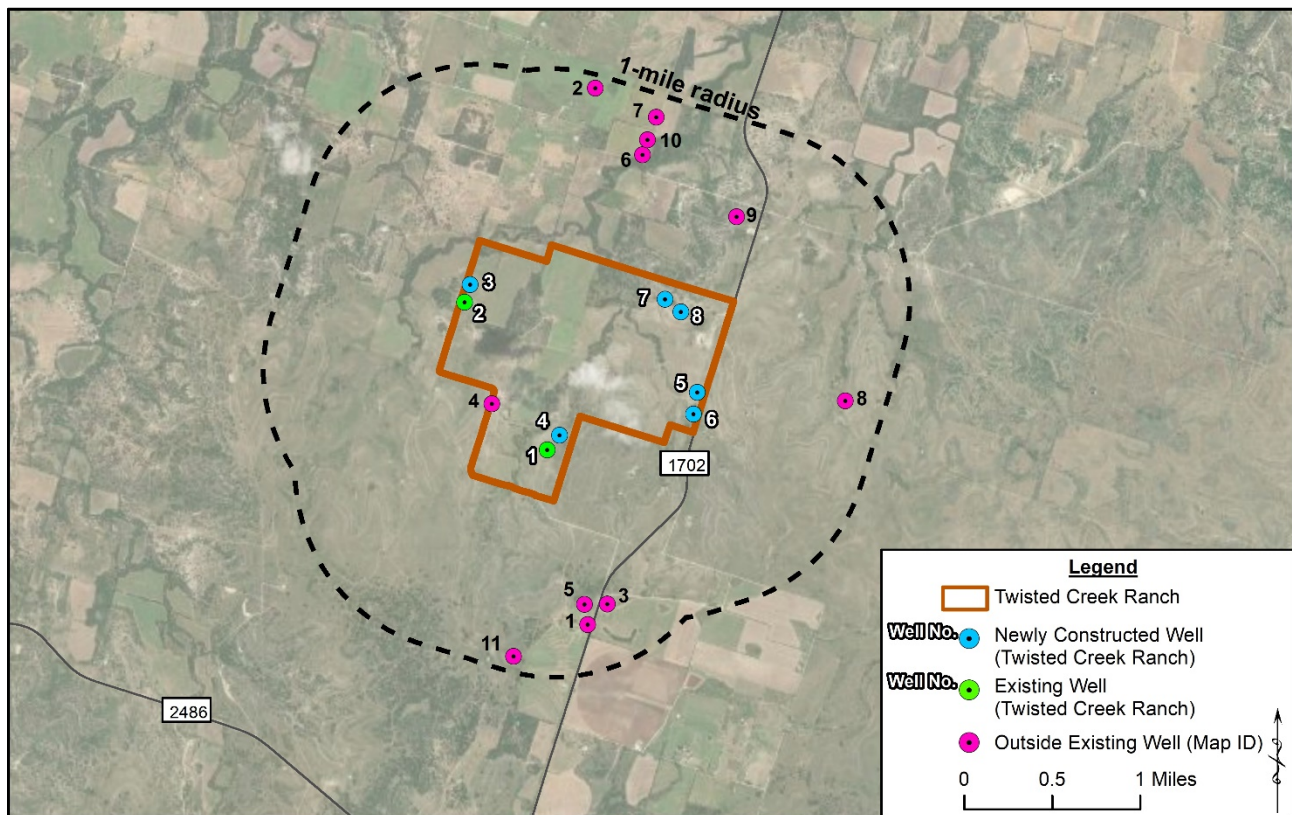 1-mile radius
2
7
10
6
9
3
2
7
8
5
6
4
4
1
8
1702
5
3
1
11
2486
Legend
Twisted Creek Ranch
Well No.
Newly Constructed Well
(Twisted Creek Ranch)
Well No.
Existing Well
(Twisted Creek Ranch)
Outside Existing Well (Map ID)
0 0.5 1 Miles